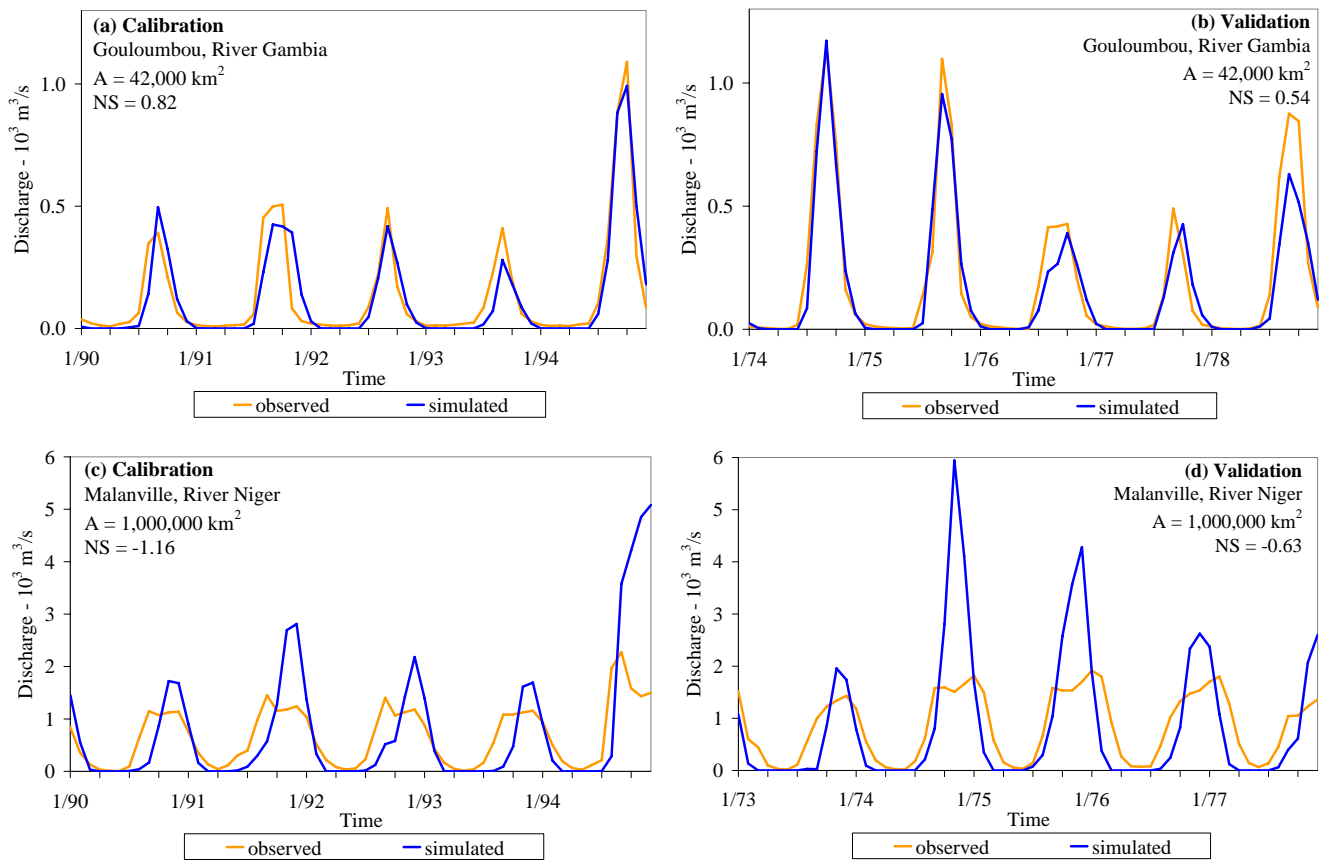 (a) Calibration
Gouloumbou, River Gambia
A = 42,000 km²
NS = 0.82
Discharge - 10³ m³/s
1.0
0.5
0.0
1/90 1/91 1/92 1/93 1/94
Time
observed simulated
(b) Validation
Gouloumbou, River Gambia
A = 42,000 km²
NS = 0.54
Discharge - 10³ m³/s
1.0
0.5
0.0
1/74 1/75 1/76 1/77 1/78
Time
observed simulated
(c) Calibration
Malanville, River Niger
A = 1,000,000 km²
NS = -1.16
Discharge - 10³ m³/s
6
5
4
3
2
1
0
1/90 1/91 1/92 1/93 1/94
Time
observed simulated
(d) Validation
Malanville, River Niger
A = 1,000,000 km²
NS = -0.63
Discharge - 10³ m³/s
6
5
4
3
2
1
0
1/73 1/74 1/75 1/76 1/77
Time
observed simulated